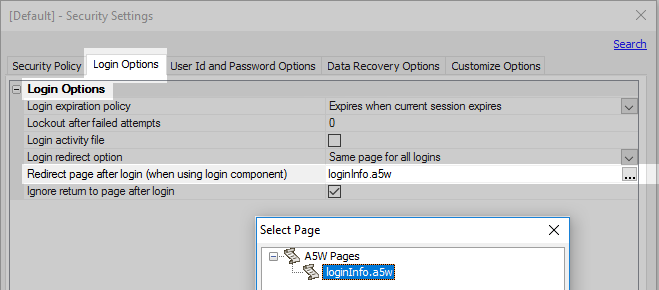 [Default] - Security Settings
Search
Security Policy Login Options User Id and Password Options Data Recovery Options Customize Options
Login Options
Login expiration policy Expires when current session expires
Lockout after failed attempts 0
Login activity file
Login redirect option Same page for all logins
Redirect page after login (when using login component) loginInfo.a5w ...
Ignore return to page after login
Select Page
A5W Pages
loginInfo.a5w